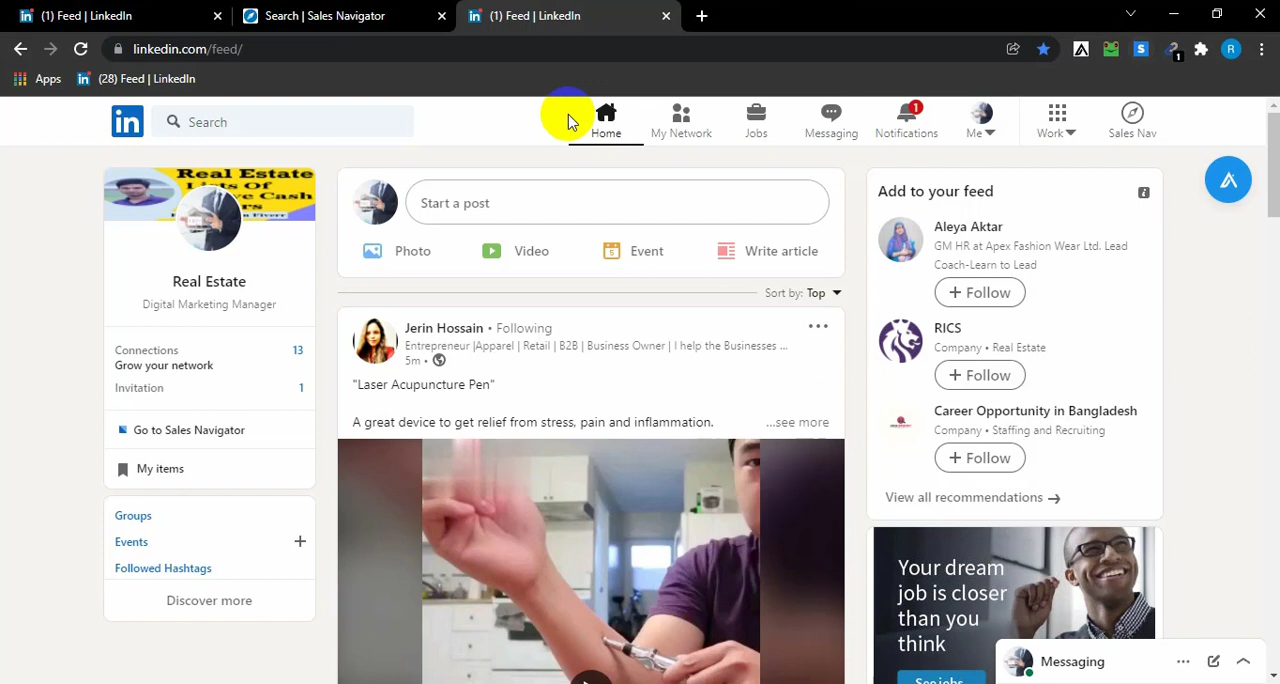 (1) Feed | LinkedIn
Search | Sales Navigator
(1) Feed | LinkedIn
linkedin.com/feed/
S
1
R
Apps
(28) Feed | LinkedIn
in
Search
Home
My Network
Jobs
Messaging
1
Notifications
Me
Work
Sales Nav
Real Estate
Real Estate
Digital Marketing Manager
Connections 13
Grow your network
Invitation 1
Go to Sales Navigator
My items
Groups
Events
Followed Hashtags
Discover more
Start a post
Photo
Video
Event
Write article
Sort by: Top
Jerin Hossain • Following
Entrepreneur |Apparel | Retail | B2B | Business Owner | I help the Businesses ...
5m •
"Laser Acupuncture Pen"
A great device to get relief from stress, pain and inflammation.
...see more
Add to your feed
Aleya Aktar
GM HR at Apex Fashion Wear Ltd. Lead
Coach-Learn to Lead
+ Follow
RICS
Company • Real Estate
+ Follow
Career Opportunity in Bangladesh
Company • Staffing and Recruiting
+ Follow
View all recommendations →
Your dream
job is closer
than you
think
See jobs
Messaging